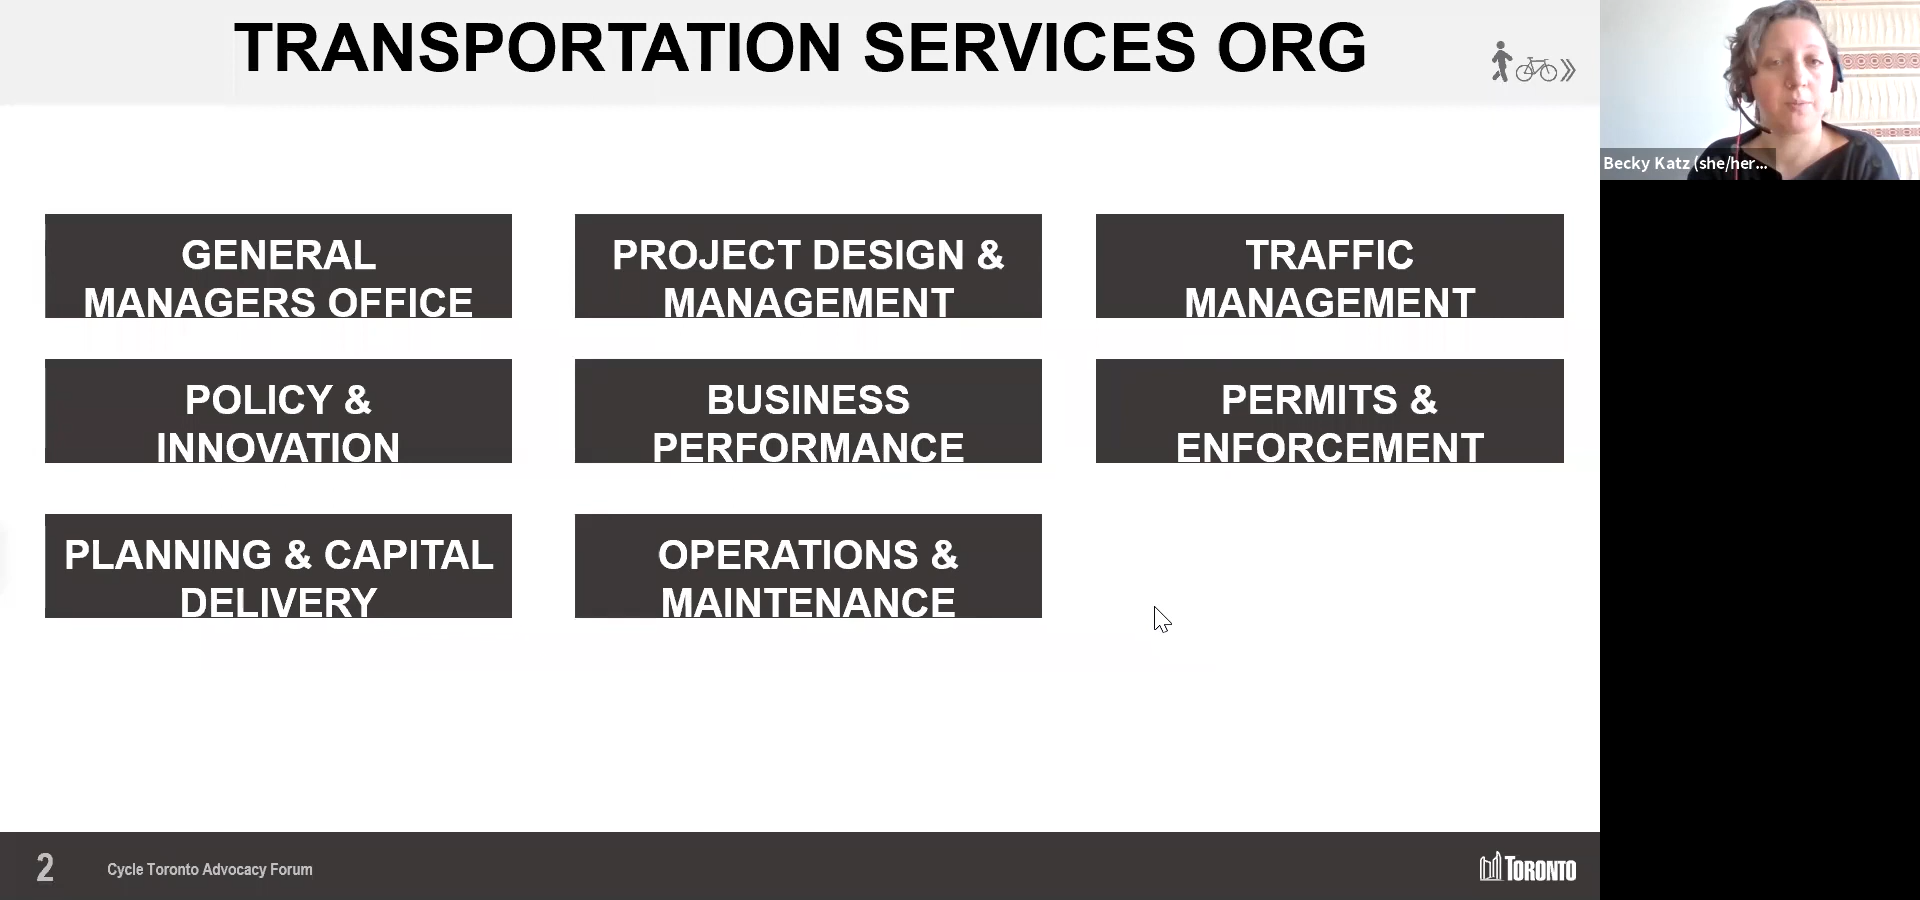 TRANSPORTATION SERVICES ORG
Becky Katz (she/her...
GENERAL
MANAGERS OFFICE
PROJECT DESIGN &
MANAGEMENT
TRAFFIC
MANAGEMENT
POLICY &
INNOVATION
BUSINESS
PERFORMANCE
PERMITS &
ENFORCEMENT
PLANNING & CAPITAL
DELIVERY
OPERATIONS &
MAINTENANCE
2
Cycle Toronto Advocacy Forum
TORONTO